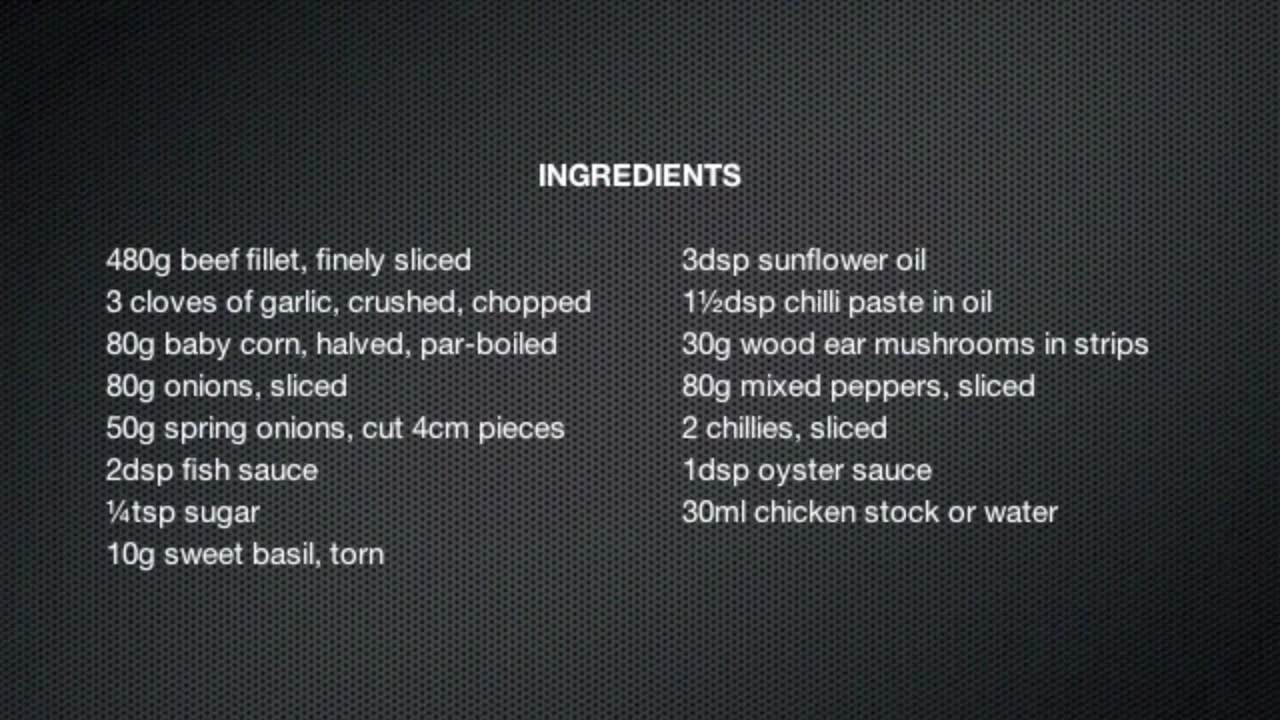 INGREDIENTS
480g beef fillet, finely sliced
3 cloves of garlic, crushed, chopped
80g baby corn, halved, par-boiled
80g onions, sliced
50g spring onions, cut 4cm pieces
2dsp fish sauce
¼tsp sugar
10g sweet basil, torn
3dsp sunflower oil
1½dsp chilli paste in oil
30g wood ear mushrooms in strips
80g mixed peppers, sliced
2 chillies, sliced
1dsp oyster sauce
30ml chicken stock or water